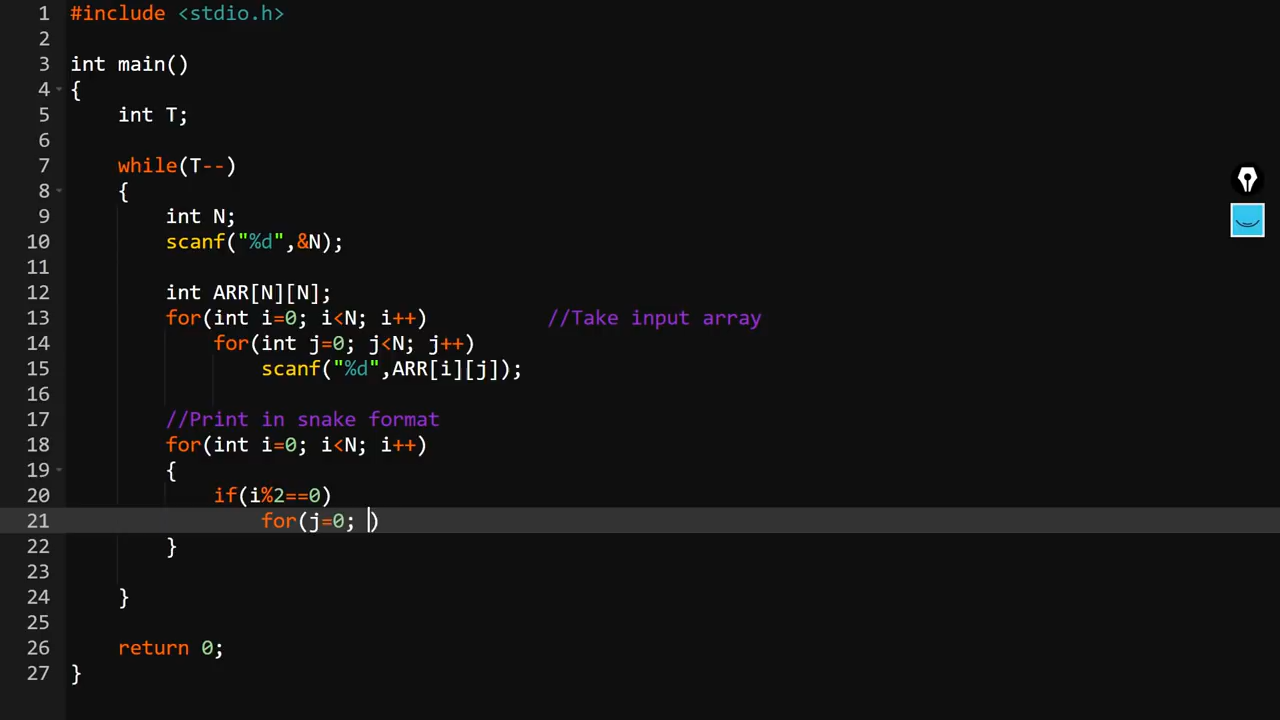 1 #include <stdio.h>
2
3 int main()
4 {
5 int T;
6
7 while(T--)
8 {
9 int N;
10 scanf("%d",&N);
11
12 int ARR[N][N];
13 for(int i=0; i<N; i++) //Take input array
14 for(int j=0; j<N; j++)
15 scanf("%d",ARR[i][j]);
16
17 //Print in snake format
18 for(int i=0; i<N; i++)
19 {
20 if(i%2==0)
21 for(j=0; )
22 }
23
24 }
25
26 return 0;
27 }